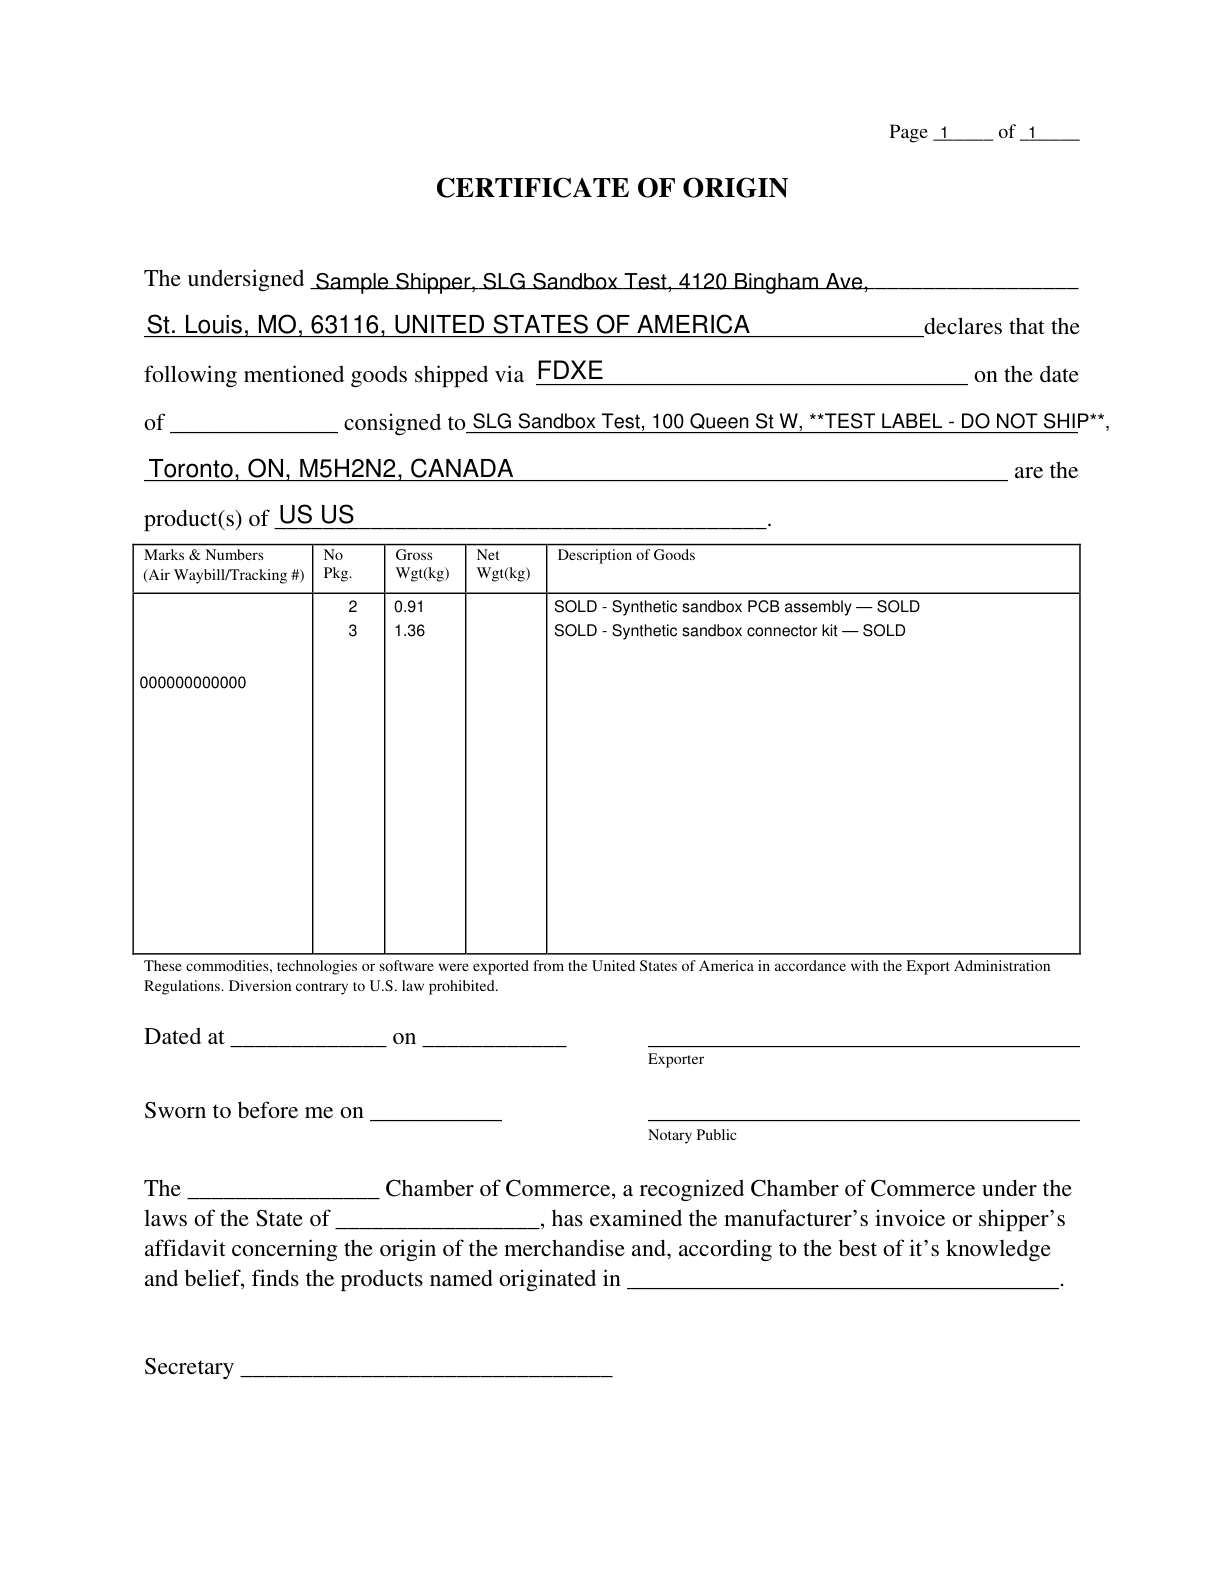 Page 1 of 1
CERTIFICATE OF ORIGIN
The undersigned Sample Shipper, SLG Sandbox Test, 4120 Bingham Ave,
St. Louis, MO, 63116, UNITED STATES OF AMERICA declares that the
following mentioned goods shipped via FDXE on the date
of ______________ consigned to SLG Sandbox Test, 100 Queen St W, **TEST LABEL - DO NOT SHIP**,
Toronto, ON, M5H2N2, CANADA are the
product(s) of US US.
Marks & Numbers No Gross Net Description of Goods
(Air Waybill/Tracking #) Pkg. Wgt(kg) Wgt(kg)
2 0.91 SOLD - Synthetic sandbox PCB assembly — SOLD
3 1.36 SOLD - Synthetic sandbox connector kit — SOLD
000000000000
These commodities, technologies or software were exported from the United States of America in accordance with the Export Administration
Regulations. Diversion contrary to U.S. law prohibited.
Dated at _____________ on ____________
Exporter
Sworn to before me on ___________
Notary Public
The ________________ Chamber of Commerce, a recognized Chamber of Commerce under the
laws of the State of _________________, has examined the manufacturer’s invoice or shipper’s
affidavit concerning the origin of the merchandise and, according to the best of it’s knowledge
and belief, finds the products named originated in ____________________________________.
Secretary _______________________________